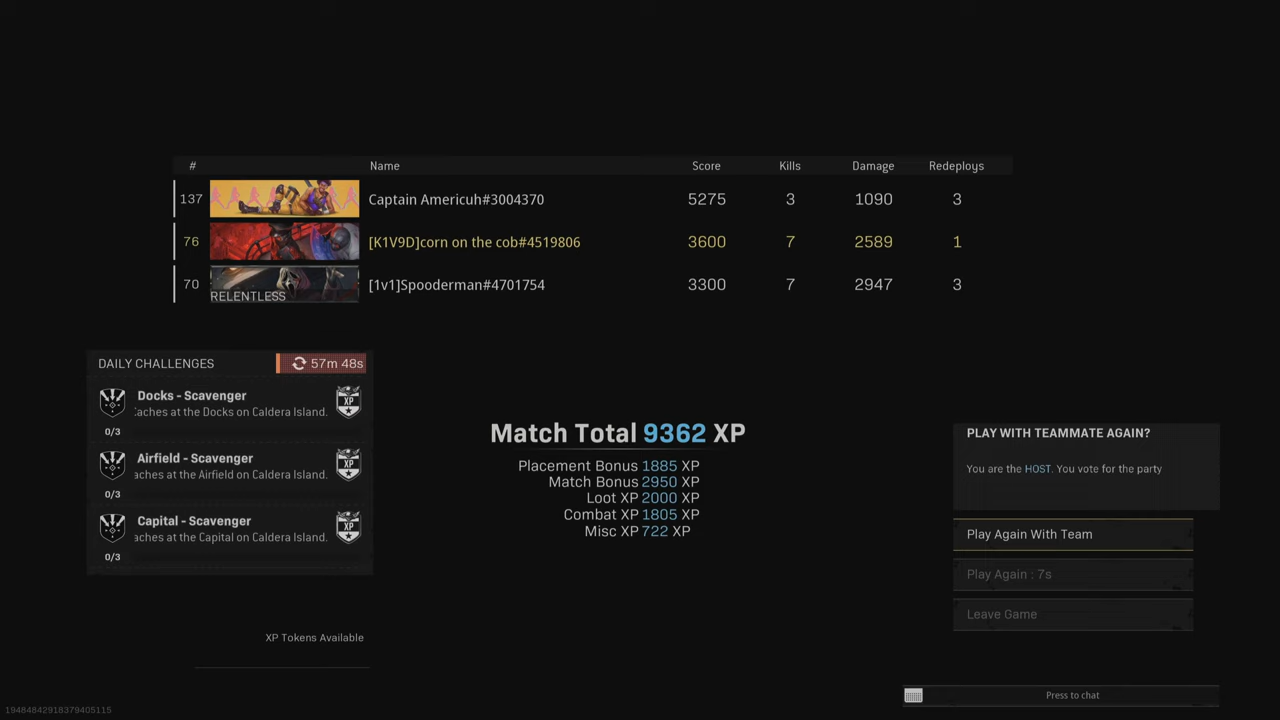 # Name Score Kills Damage Redeploys
137 Captain Americuh#3004370 5275 3 1090 3
76 [K1V9D]corn on the cob#4519806 3600 7 2589 1
70 RELENTLESS [1v1]Spooderman#4701754 3300 7 2947 3
DAILY CHALLENGES 57m 48s
Docks - Scavenger
aches at the Docks on Caldera Island.
XP
0/3
Airfield - Scavenger
aches at the Airfield on Caldera Island.
XP
0/3
Capital - Scavenger
aches at the Capital on Caldera Island.
XP
0/3
XP Tokens Available
Match Total 9362 XP
Placement Bonus 1885 XP
Match Bonus 2950 XP
Loot XP 2000 XP
Combat XP 1805 XP
Misc XP 722 XP
PLAY WITH TEAMMATE AGAIN?
You are the HOST. You vote for the party
Play Again With Team
Play Again : 7s
Leave Game
Press to chat
19484842918379405115